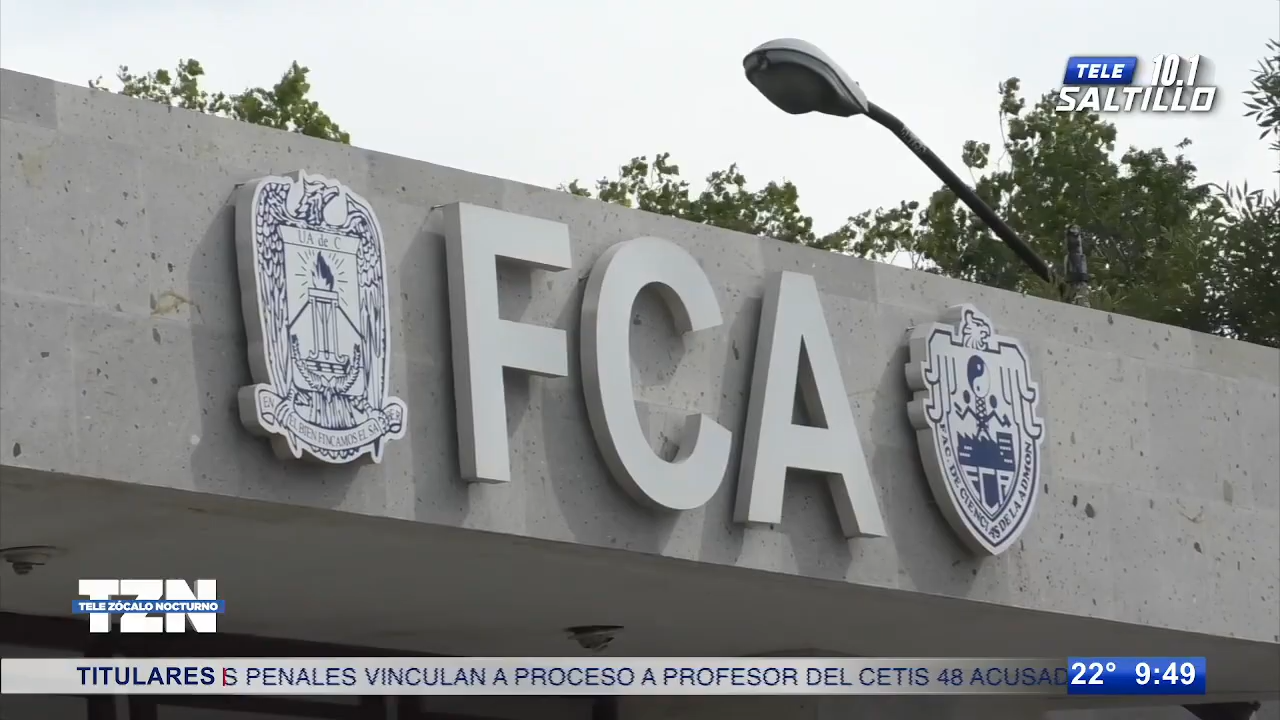 TELE 10.1
SALTILLO
UA de C
FCA
EN EL BIEN FINCAMOS EL SA
FAC. DE CIENCIAS DE LA ADMON
TZN
TELE ZÓCALO NOCTURNO
TITULARES S PENALES VINCULAN A PROCESO A PROFESOR DEL CETIS 48 ACUSAD 22° 9:49